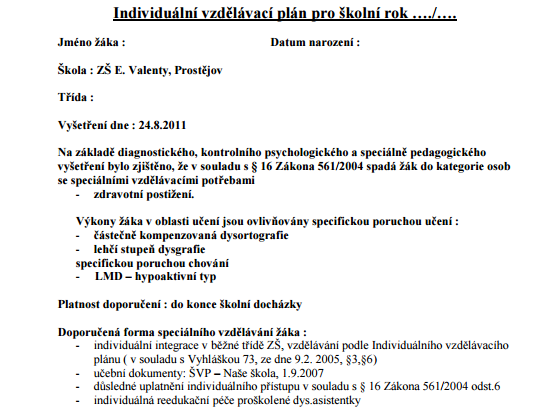 Individuální vzdělávací plán pro školní rok …./….
Jméno žáka : Datum narození :
Škola : ZŠ E. Valenty, Prostějov
Třída :
Vyšetření dne : 24.8.2011
Na základě diagnostického, kontrolního psychologického a speciálně pedagogického
vyšetření bylo zjištěno, že v souladu s § 16 Zákona 561/2004 spadá žák do kategorie osob
se speciálními vzdělávacími potřebami
- zdravotní postižení.
Výkony žáka v oblasti učení jsou ovlivňovány specifickou poruchou učení :
- částečně kompenzovaná dysortografie
- lehčí stupeň dysgrafie
specifickou poruchou chování
- LMD – hypoaktivní typ
Platnost doporučení : do konce školní docházky
Doporučená forma speciálního vzdělávání žáka :
- individuální integrace v běžné třídě ZŠ, vzdělávání podle Individuálního vzdělávacího
plánu ( v souladu s Vyhláškou 73, ze dne 9.2. 2005, §3,§6)
- učební dokumenty: ŠVP – Naše škola, 1.9.2007
- důsledné uplatnění individuálního přístupu v souladu s § 16 Zákona 561/2004 odst.6
- individuální reedukační péče proškolené dys.asistentky